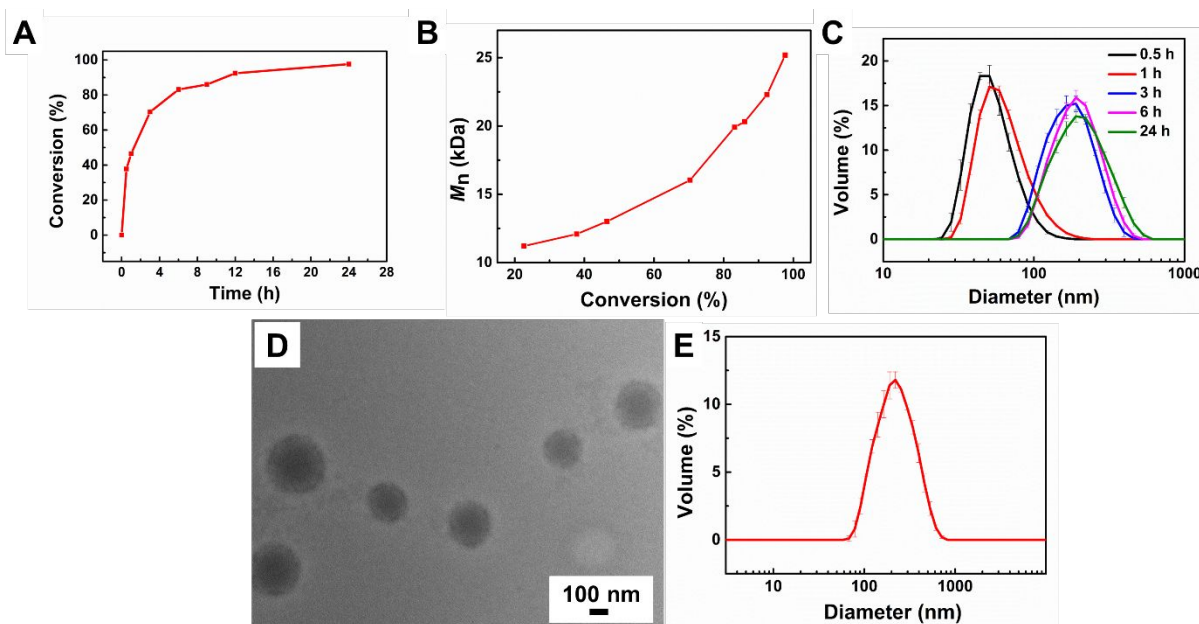 A
100
80
60
40
20
0
Conversion (%)
0 4 8 12 16 20 24 28
Time (h)
B
25
20
15
10
Mn (kDa)
20 40 60 80 100
Conversion (%)
C
20
15
10
5
0
Volume (%)
0.5 h
1 h
3 h
6 h
24 h
10 100 1000
Diameter (nm)
D
100 nm
E
15
10
5
0
Volume (%)
10 100 1000
Diameter (nm)